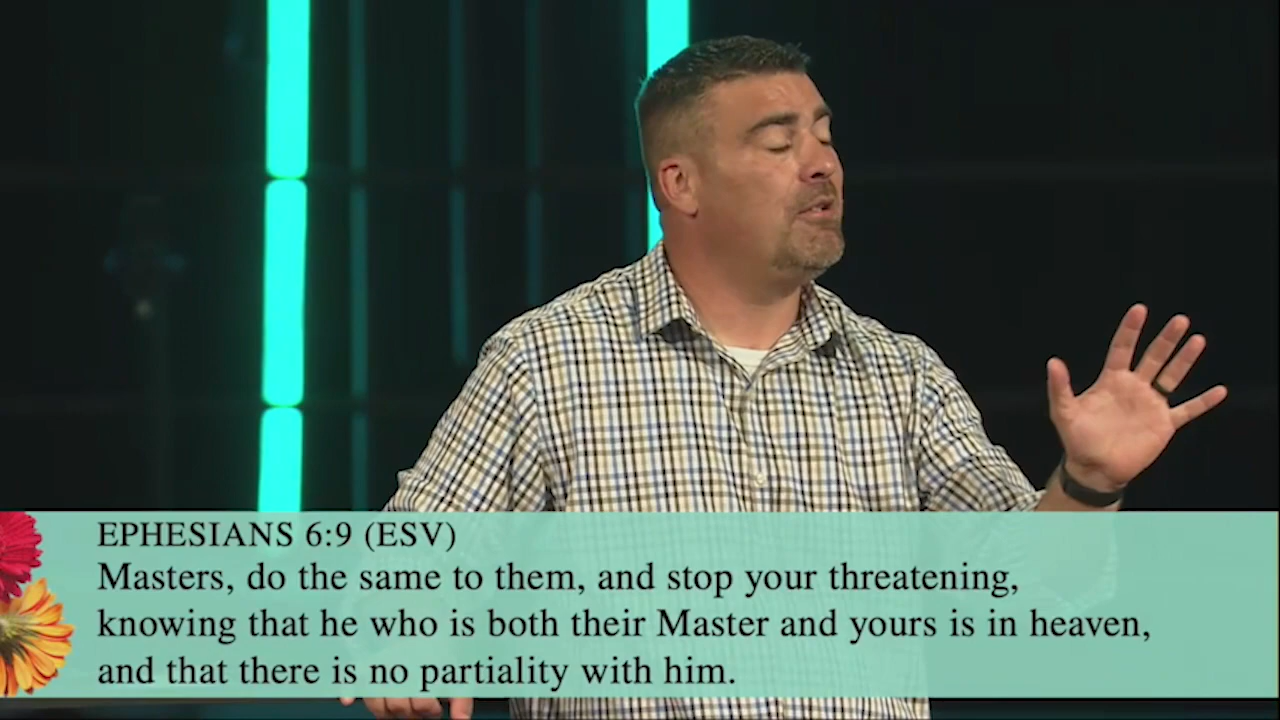 EPHESIANS 6:9 (ESV)
Masters, do the same to them, and stop your threatening,
knowing that he who is both their Master and yours is in heaven,
and that there is no partiality with him.